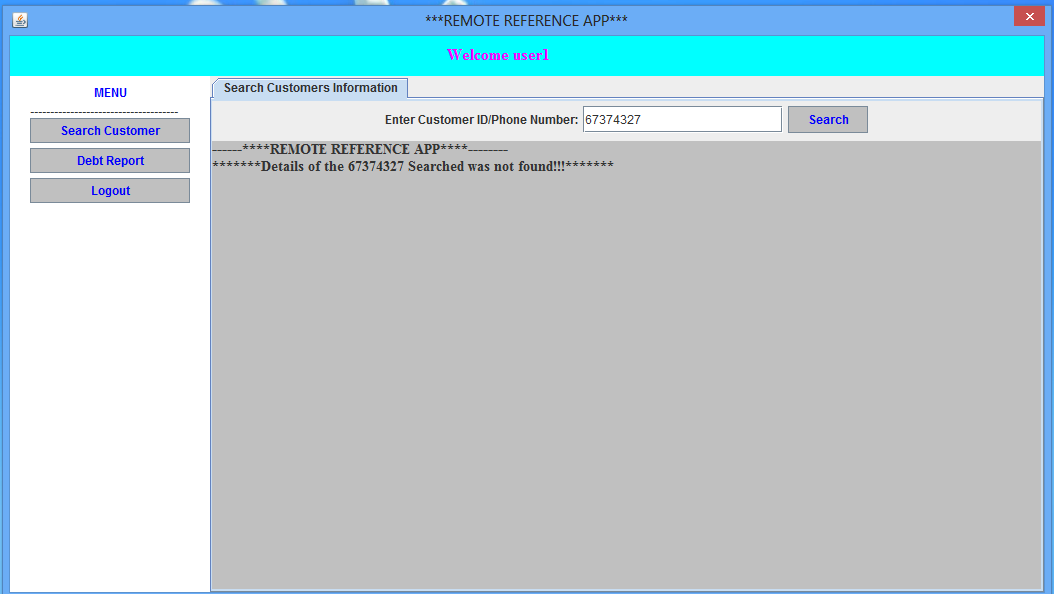 ***REMOTE REFERENCE APP***
Welcome user1
MENU
------------------------------------
Search Customer
Debt Report
Logout
Search Customers Information
Enter Customer ID/Phone Number: 67374327 Search
------****REMOTE REFERENCE APP****--------
*******Details of the 67374327 Searched was not found!!!*******